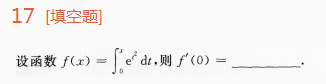 17 [填空题]
设函数 f(x) = ∫₀ˣ e^{t²} dt,则 f′(0) = ________.